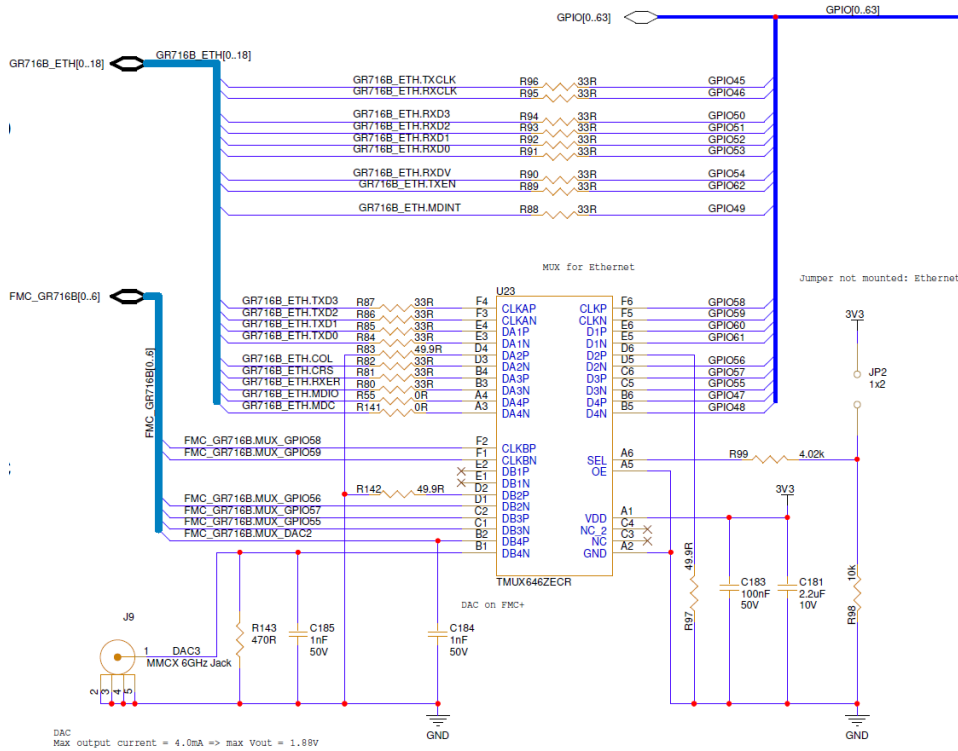 GPIO[0..63]
GPIO[0..63]
GR716B_ETH[0..18]
GR716B_ETH[0..18]
GR716B_ETH.TXCLK R96 33R GPIO45
GR716B_ETH.RXCLK R95 33R GPIO46
GR716B_ETH.RXD3 R94 33R GPIO50
GR716B_ETH.RXD2 R93 33R GPIO51
GR716B_ETH.RXD1 R92 33R GPIO52
GR716B_ETH.RXD0 R91 33R GPIO53
GR716B_ETH.RXDV R90 33R GPIO54
GR716B_ETH.TXEN R89 33R GPIO62
GR716B_ETH.MDINT R88 33R GPIO49
MUX for Ethernet
Jumper not mounted: Ethernet
FMC_GR716B[0..6]
FMC_GR716B[0..6]
U23
GR716B_ETH.TXD3 R87 33R F4 CLKAP CLKP F6 GPIO58
GR716B_ETH.TXD2 R86 33R F3 CLKAN CLKN F5 GPIO59
GR716B_ETH.TXD1 R85 33R E4 DA1P D1P E6 GPIO60
GR716B_ETH.TXD0 R84 33R E3 DA1N D1N E5 GPIO61
R83 49.9R D4 DA2P D2P D6
GR716B_ETH.COL R82 33R D3 DA2N D2N D5 GPIO56
GR716B_ETH.CRS R81 33R B4 DA3P D3P C6 GPIO57
GR716B_ETH.RXER R80 33R B3 DA3N D3N C5 GPIO55
GR716B_ETH.MDIO R55 0R A4 DA4P D4P B6 GPIO47
GR716B_ETH.MDC R141 0R A3 DA4N D4N B5 GPIO48
3V3
JP2
1x2
FMC_GR716B.MUX_GPIO58 F2 CLKBP
FMC_GR716B.MUX_GPIO59 F1 CLKBN SEL A6 R99 4.02k
E2 DB1P OE A5
E1 DB1N
R142 49.9R D2 DB2P
FMC_GR716B.MUX_GPIO56 D1 DB2N
FMC_GR716B.MUX_GPIO57 C2 DB3P VDD A1 3V3
FMC_GR716B.MUX_GPIO55 C1 DB3N NC_2 C4
FMC_GR716B.MUX_DAC2 B2 DB4P NC C3
B1 DB4N GND A2
TMUX646ZECR
DAC on FMC+
49.9R
R97
C183
100nF
50V
C181
2.2uF
10V
10k
R98
J9
1 DAC3
MMCX 6GHz Jack
2 3 4 5
R143
470R
C185
1nF
50V
C184
1nF
50V
GND
GND
DAC
Max output current = 4.0mA => max Vout = 1.88V